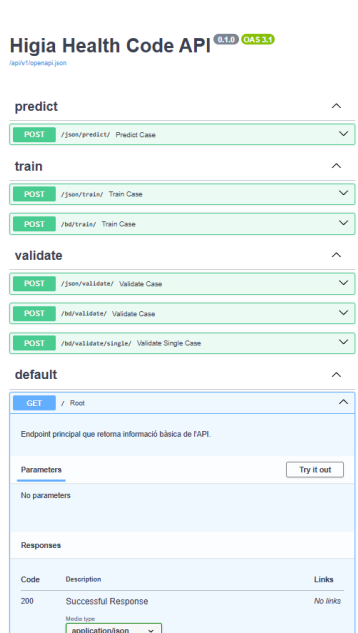 Higia Health Code API 0.1.0 OAS 3.1
/api/v1/openapi.json
predict
POST /json/predict/ Predict Case
train
POST /json/train/ Train Case
POST /bd/train/ Train Case
validate
POST /json/validate/ Validate Case
POST /bd/validate/ Validate Case
POST /bd/validate/single/ Validate Single Case
default
GET / Root
Endpoint principal que retorna informació bàsica de l'API.
Parameters Try it out
No parameters
Responses
Code Description Links
200 Successful Response No links
Media type
application/json